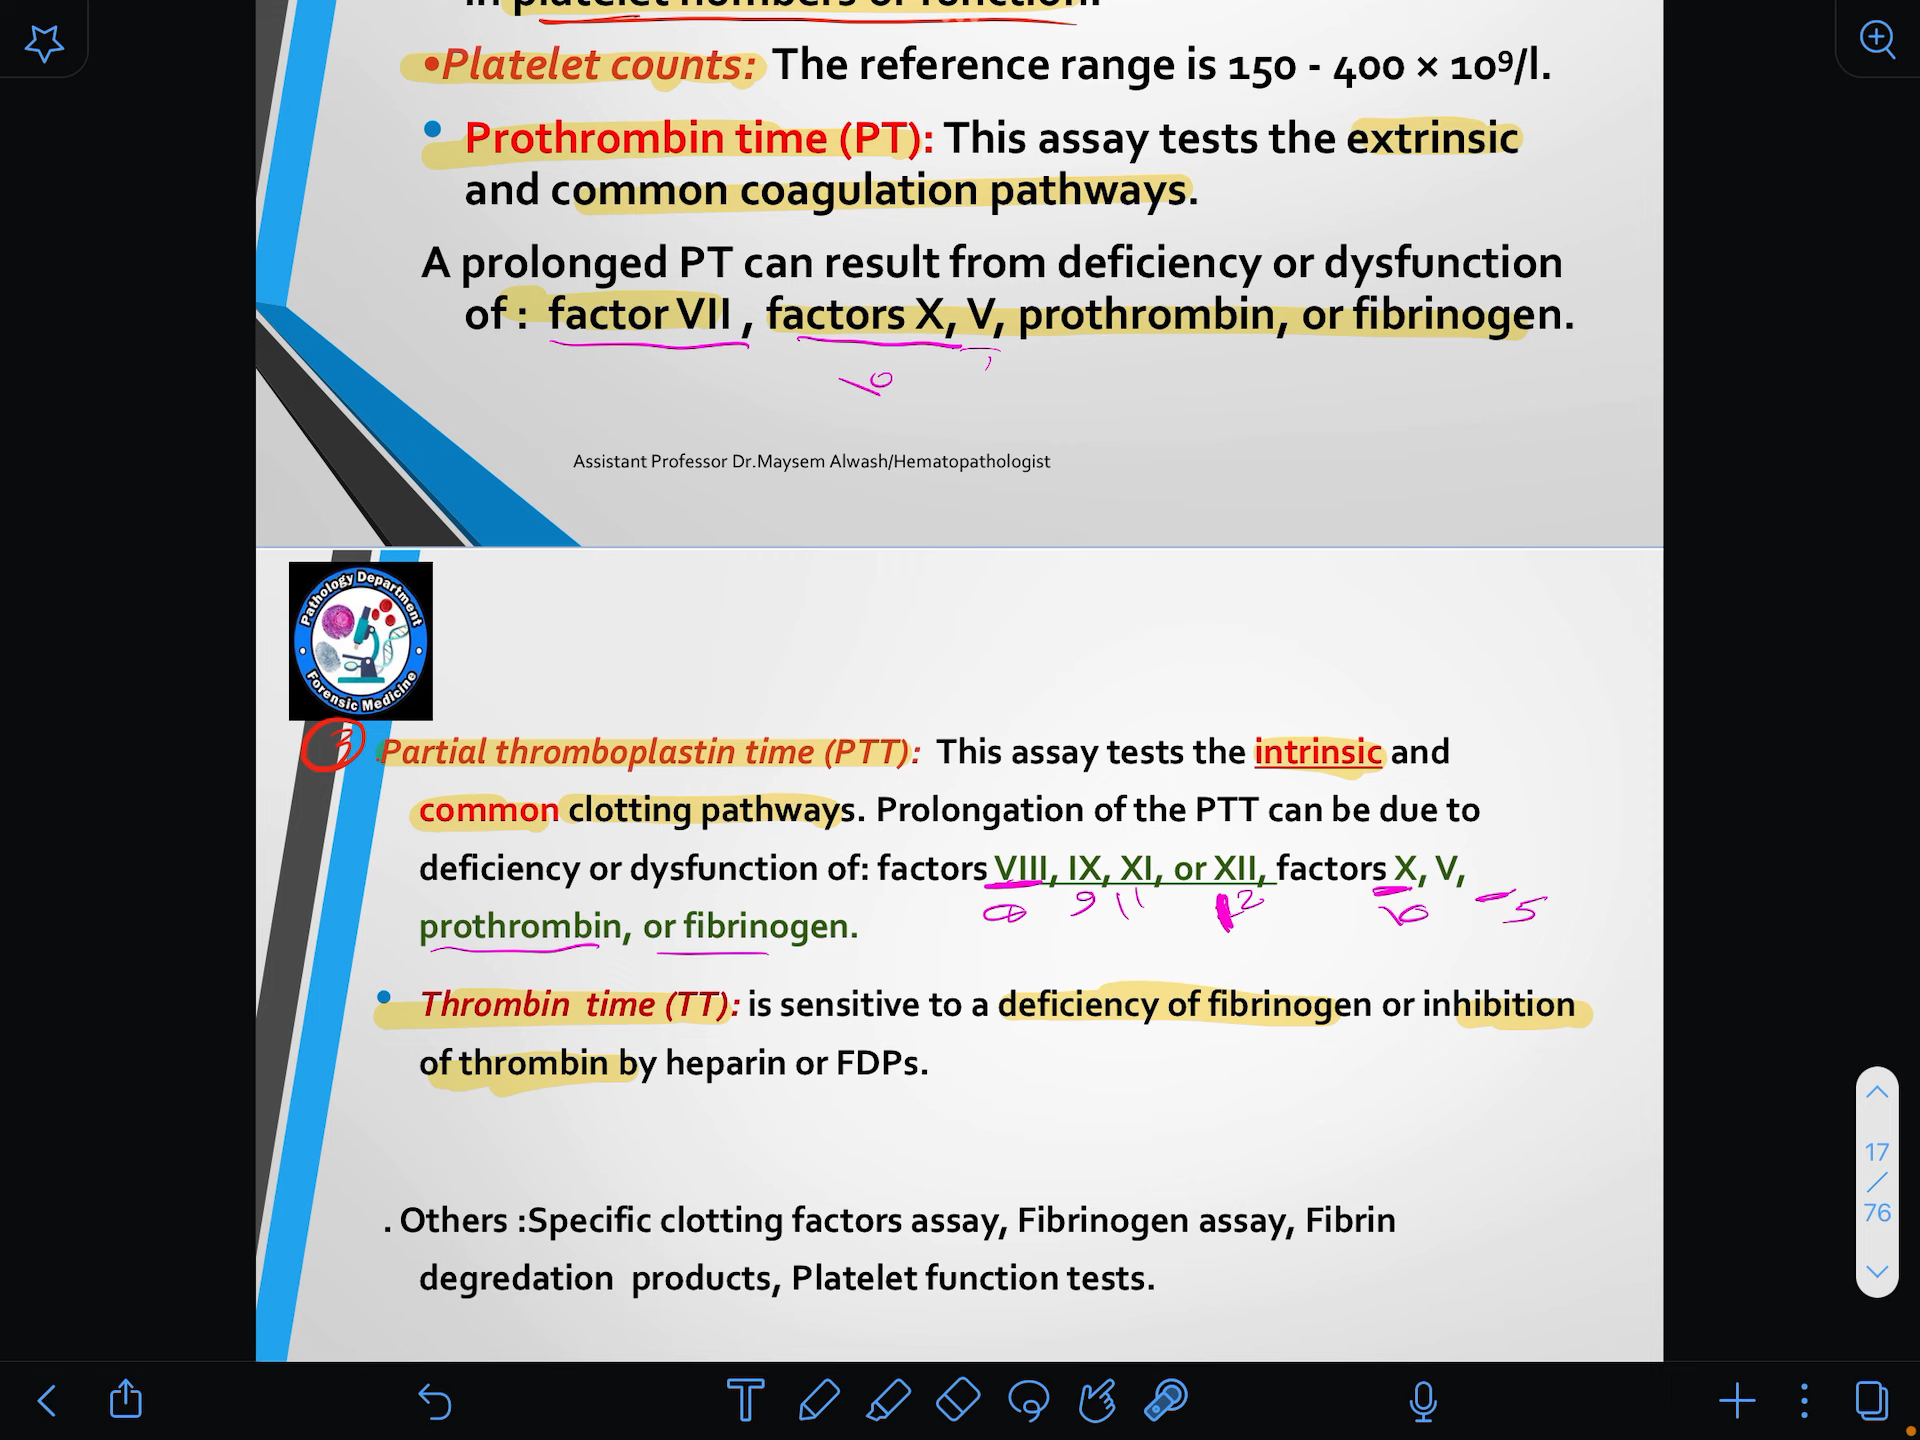 in platelet numbers or function.
•Platelet counts: The reference range is 150 - 400 × 10⁹/l.
• Prothrombin time (PT): This assay tests the extrinsic
and common coagulation pathways.
A prolonged PT can result from deficiency or dysfunction
of : factor VII , factors X, V, prothrombin, or fibrinogen.
10
Assistant Professor Dr.Maysem Alwash/Hematopathologist
Pathology Department
Forensic Medicine
3 Partial thromboplastin time (PTT): This assay tests the intrinsic and
common clotting pathways. Prolongation of the PTT can be due to
deficiency or dysfunction of: factors VIII, IX, XI, or XII, factors X, V,
8 9 11 12 10 5
prothrombin, or fibrinogen.
• Thrombin time (TT): is sensitive to a deficiency of fibrinogen or inhibition
of thrombin by heparin or FDPs.
. Others :Specific clotting factors assay, Fibrinogen assay, Fibrin
degredation products, Platelet function tests.
17
/
76
T